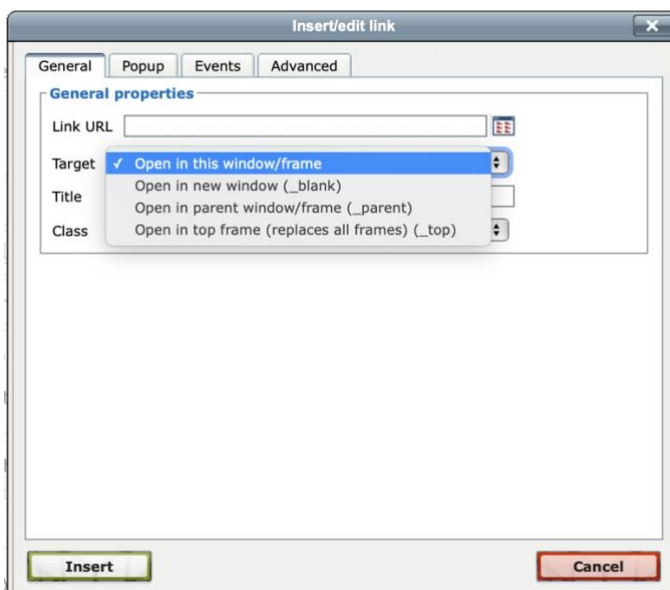 Insert/edit link
General Popup Events Advanced
General properties
Link URL
Target ✓ Open in this window/frame
Open in new window (_blank)
Title
Open in parent window/frame (_parent)
Class
Open in top frame (replaces all frames) (_top)
Insert Cancel